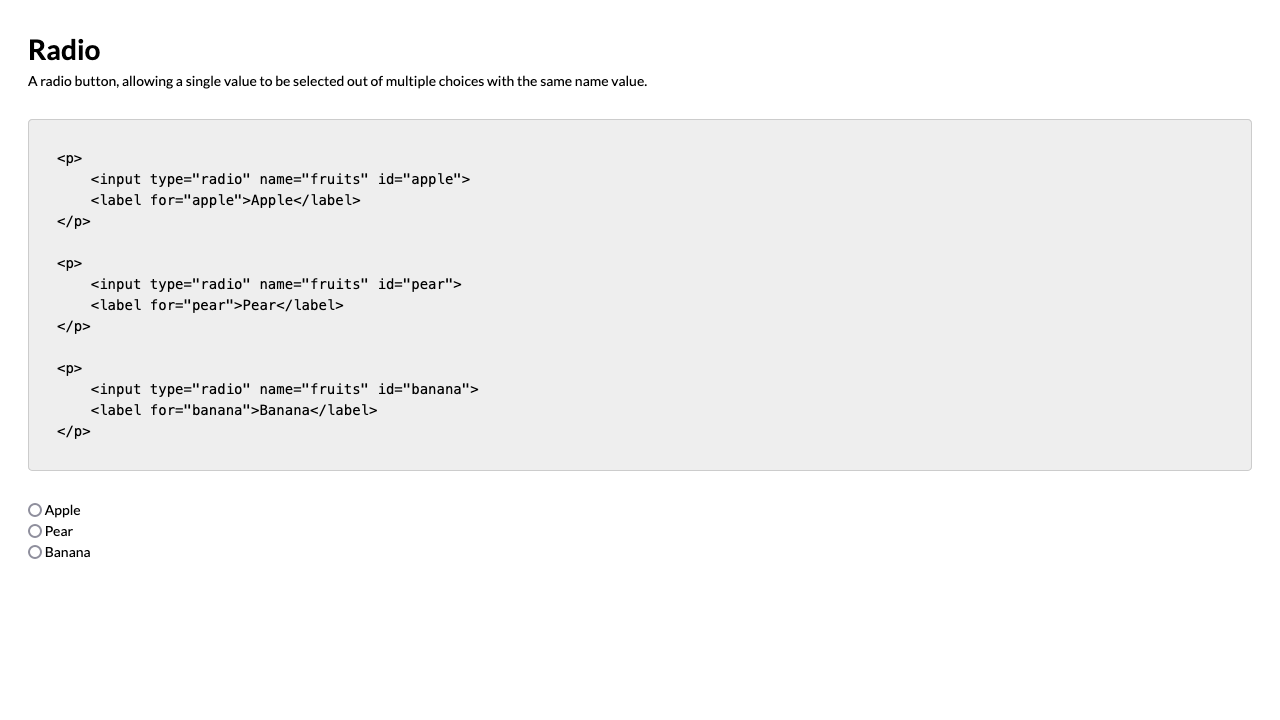 Radio
A radio button, allowing a single value to be selected out of multiple choices with the same name value.
<p>
    <input type="radio" name="fruits" id="apple">
    <label for="apple">Apple</label>
</p>
<p>
    <input type="radio" name="fruits" id="pear">
    <label for="pear">Pear</label>
</p>
<p>
    <input type="radio" name="fruits" id="banana">
    <label for="banana">Banana</label>
</p>
Apple
Pear
Banana